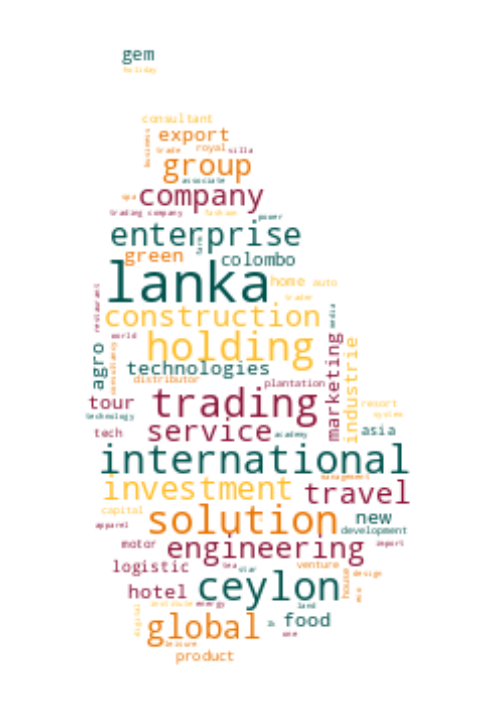 gem
holiday
consultant
business
export
trade
royal
villa
group
associate
spa
company
trading company
fashion
power
enterprise
farm
green
colombo
lanka
home
auto
trader
restaurant
construction
media
world
holding
agro
consultancy
technologies
marketing
industrie
distributor
plantation
tour
trading
resort
technology
system
tech
service
academy
asia
international
management
investment
travel
capital
solution
new
apparel
development
motor
engineering
import
logistic
tea
star
venture
design
house
hotel
ceylon
eco
institute
energy
land
digital
global
food
one
leisure
product